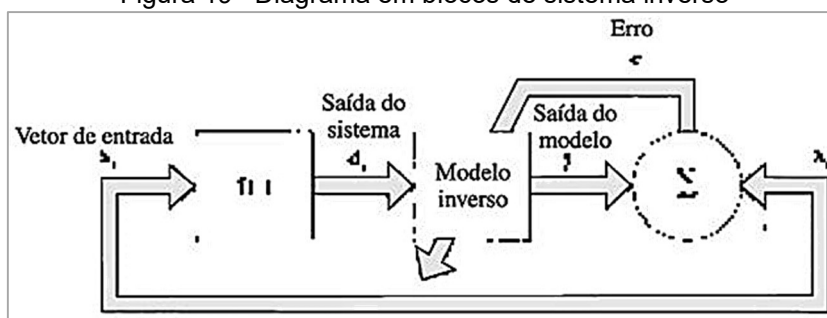 Figura - Diagrama em blocos do sistema inverso
Erro
Saída do
sistema
Saída do
modelo
Vetor de entrada
Modelo
inverso
Σ